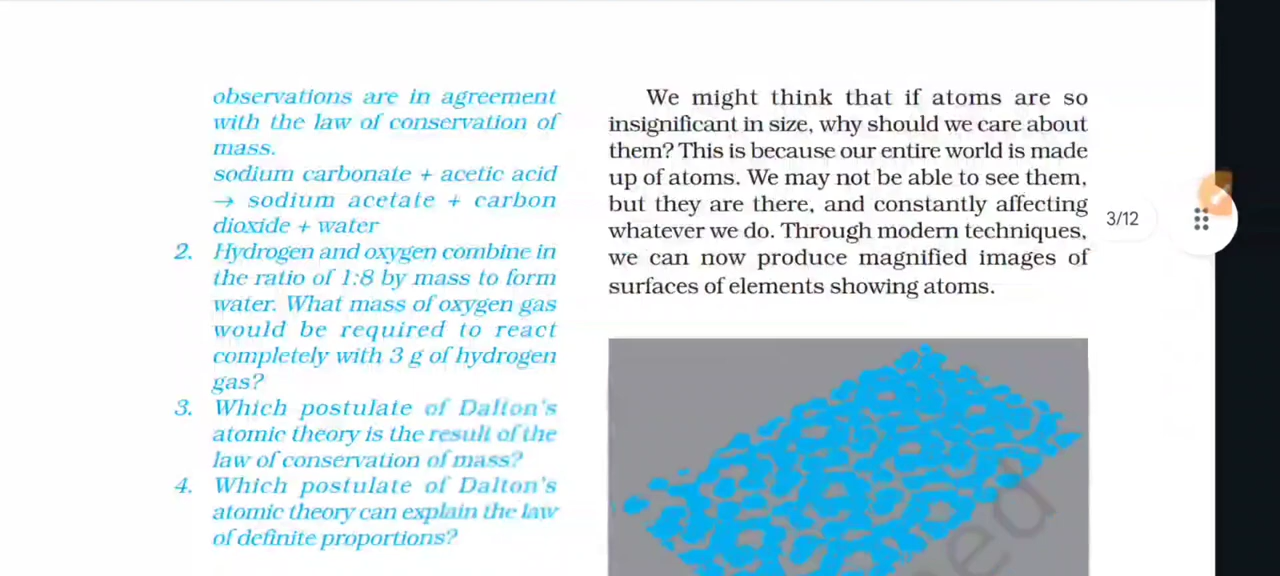 observations are in agreement
with the law of conservation of
mass.
sodium carbonate + acetic acid
→ sodium acetate + carbon
dioxide + water
2. Hydrogen and oxygen combine in
the ratio of 1:8 by mass to form
water. What mass of oxygen gas
would be required to react
completely with 3 g of hydrogen
gas?
3. Which postulate of Dalton's
atomic theory is the result of the
law of conservation of mass?
4. Which postulate of Dalton's
atomic theory can explain the law
of definite proportions?
We might think that if atoms are so
insignificant in size, why should we care about
them? This is because our entire world is made
up of atoms. We may not be able to see them,
but they are there, and constantly affecting
whatever we do. Through modern techniques,
we can now produce magnified images of
surfaces of elements showing atoms.
3/12